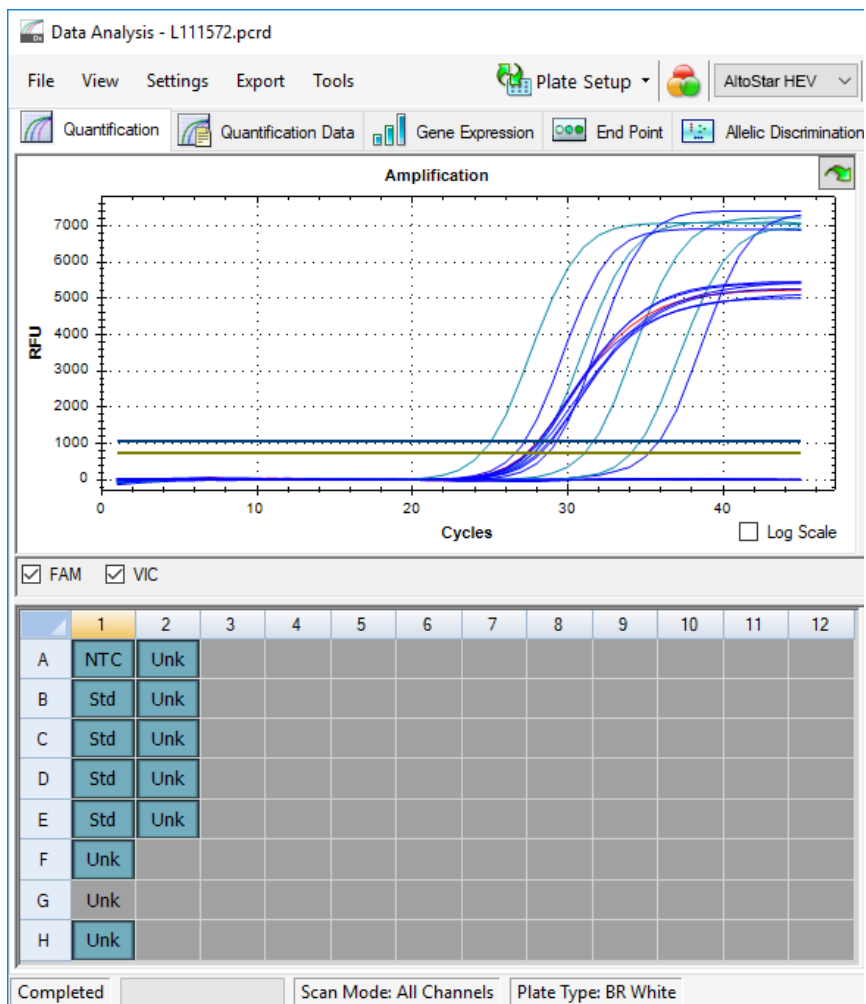 Data Analysis - L111572.pcrd
File View Settings Export Tools Plate Setup AltoStar HEV
Quantification Quantification Data Gene Expression End Point Allelic Discrimination
Amplification
7000
6000
5000
4000
3000
2000
1000
0
RFU
0 10 20 30 40
Cycles
Log Scale
FAM VIC
1 2 3 4 5 6 7 8 9 10 11 12
A NTC Unk
B Std Unk
C Std Unk
D Std Unk
E Std Unk
F Unk
G Unk
H Unk
Completed Scan Mode: All Channels Plate Type: BR White